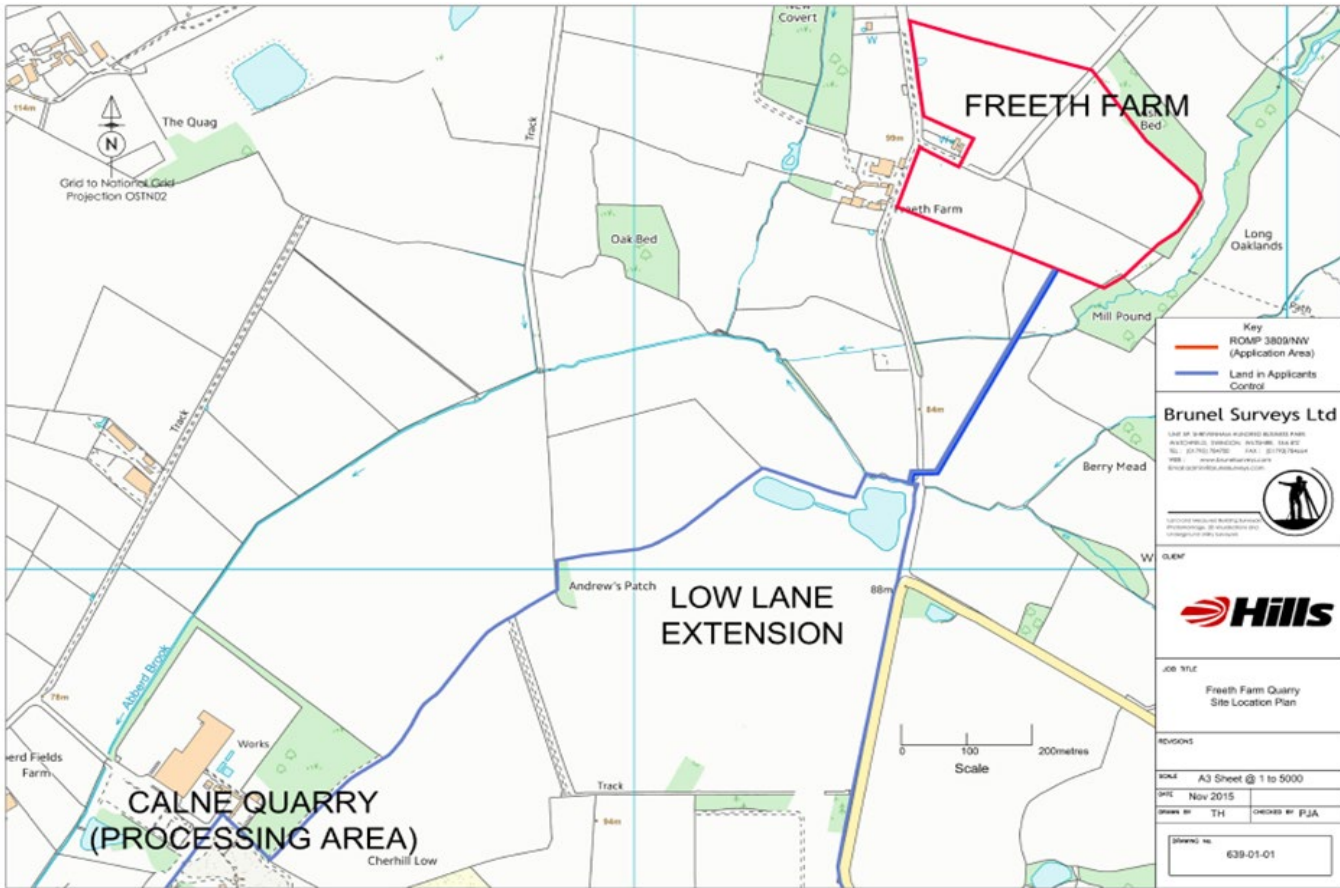 New
Covert
W
114m
The Quag
N
Grid to National Grid
Projection OSTN02
Track
99m
W
FREETH FARM
Bed
Freeth Farm
Oak Bed
Long
Oaklands
Mill Pound
Path
Track
84m
Berry Mead
W
Andrew's Patch
88m
LOW LANE
EXTENSION
Abberd Brook
78m
Works
erd Fields
Farm
CALNE QUARRY
(PROCESSING AREA)
Cherhill Low
Track
94m
0 100 200metres
Scale
Key
ROMP 3809/NW
(Application Area)
Land in Applicants
Control
Brunel Surveys Ltd
CLIENT
Hills
JOB TITLE
Freeth Farm Quarry
Site Location Plan
REVISIONS
SCALE A3 Sheet @ 1 to 5000
DATE Nov 2015
DRAWN BY TH CHECKED BY PJA
DRAWING No.
639-01-01